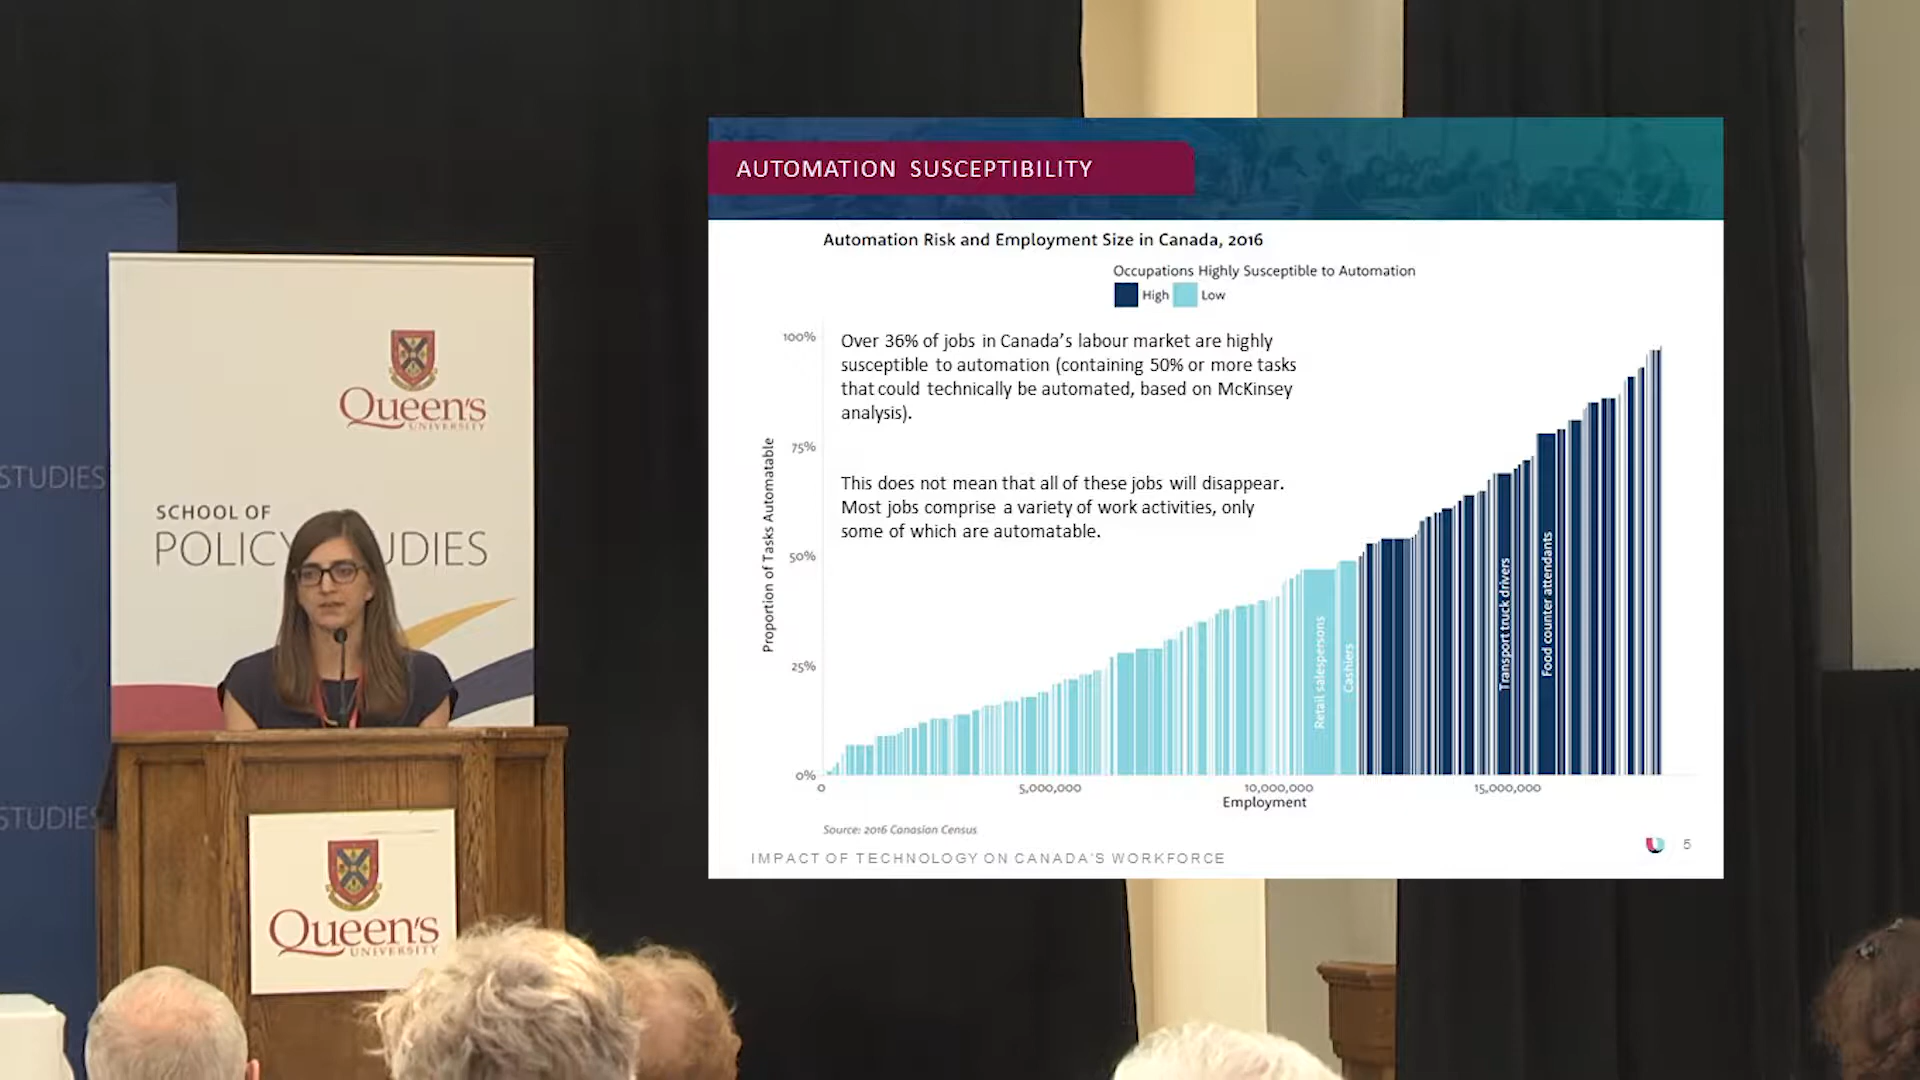 STUDIES
STUDIES
Queen's
UNIVERSITY
SCHOOL OF
POLICY
UDIES
Queen's
UNIVERSITY
AUTOMATION SUSCEPTIBILITY
Automation Risk and Employment Size in Canada, 2016
Occupations Highly Susceptible to Automation
High Low
Over 36% of jobs in Canada's labour market are highly
susceptible to automation (containing 50% or more tasks
that could technically be automated, based on McKinsey
analysis).
This does not mean that all of these jobs will disappear.
Most jobs comprise a variety of work activities, only
some of which are automatable.
Proportion of Tasks Automatable
100%
75%
50%
25%
0%
Retail salespersons
Cashiers
Transport truck drivers
Food counter attendants
0 5,000,000 10,000,000 15,000,000
Employment
Source: 2016 Canasian Census
IMPACT OF TECHNOLOGY ON CANADA'S WORKFORCE
5